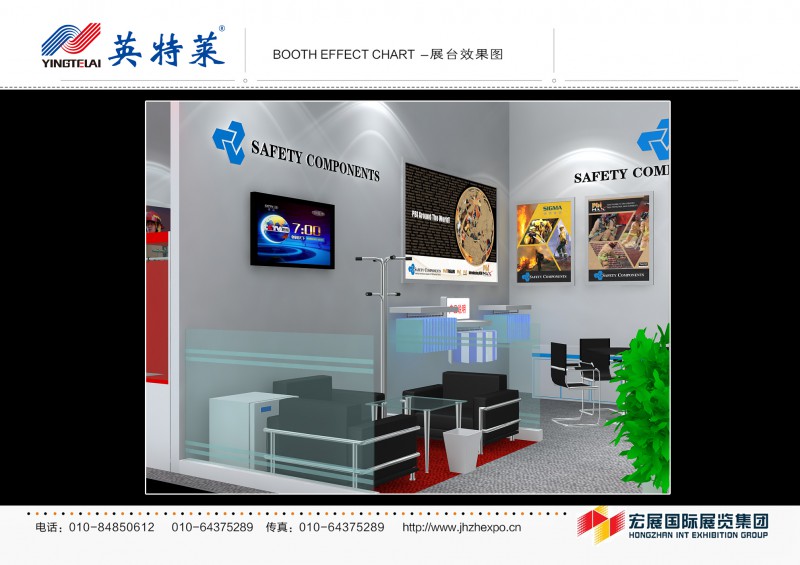 YINGTELAI
英特莱®
BOOTH EFFECT CHART –展台效果图
SAFETY COMPONENTS
7:00
PBI Around The World!
SAFETY COMPONENTS
SIGMA
SAFETY COMPONENTS
PBI
MAX
SAFETY COMPONENTS
SAFETY COM
电话：010-84850612 010-64375289 传真：010-64375289 http://www.jhzhexpo.cn
宏展国际展览集团
HONGZHAN INT EXHIBITION GROUP